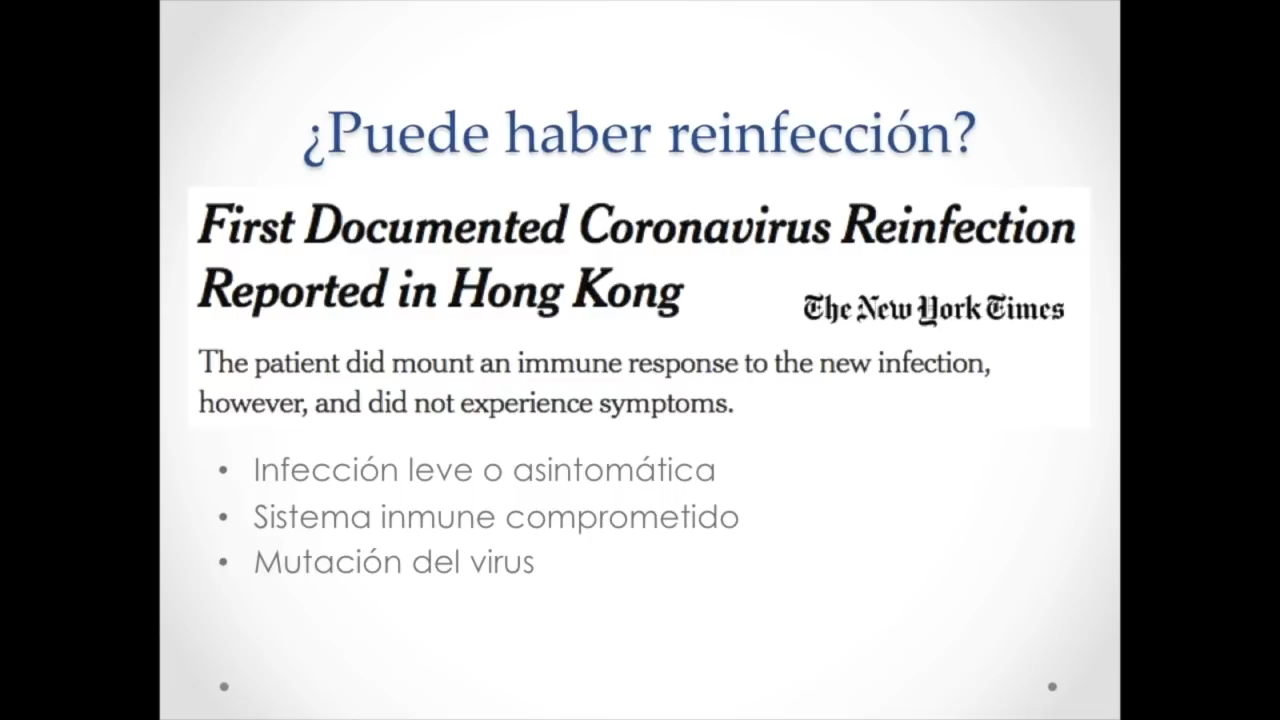 ¿Puede haber reinfección?
First Documented Coronavirus Reinfection
Reported in Hong Kong
The New York Times
The patient did mount an immune response to the new infection,
however, and did not experience symptoms.
• Infección leve o asintomática
• Sistema inmune comprometido
• Mutación del virus